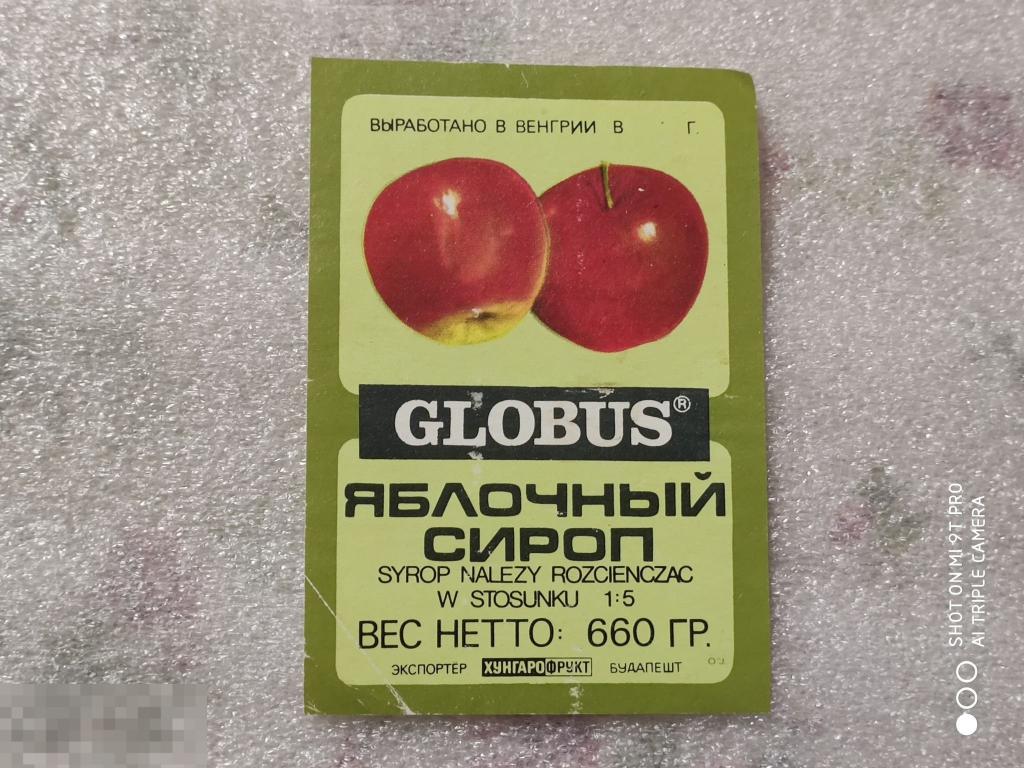 ВЫРАБОТАНО В ВЕНГРИИ В Г.
GLOBUS®
ЯБЛОЧНЫЙ
СИРОП
SYROP NALEZY ROZCIENCZAC
W STOSUNKU 1:5
ВЕС НЕТТО: 660 ГР.
ЭКСПОРТЕР ХУНГАРОФРУКТ БУДАПЕШТ
SHOT ON MI 9T PRO
AI TRIPLE CAMERA